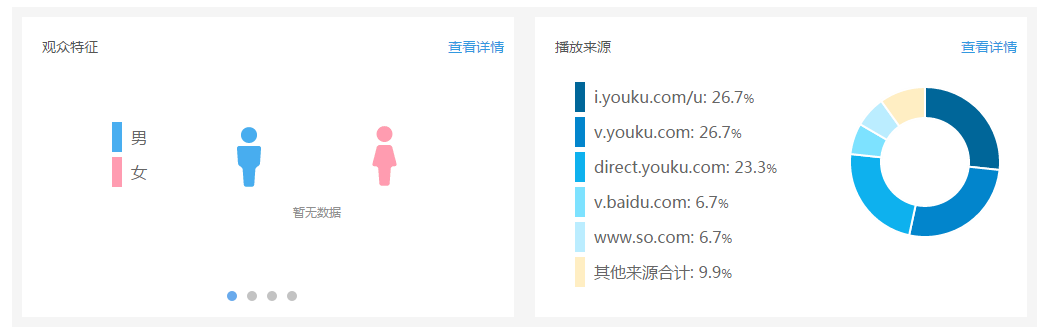 观众特征
查看详情
男
女
暂无数据
播放来源
查看详情
i.youku.com/u: 26.7%
v.youku.com: 26.7%
direct.youku.com: 23.3%
v.baidu.com: 6.7%
www.so.com: 6.7%
其他来源合计: 9.9%